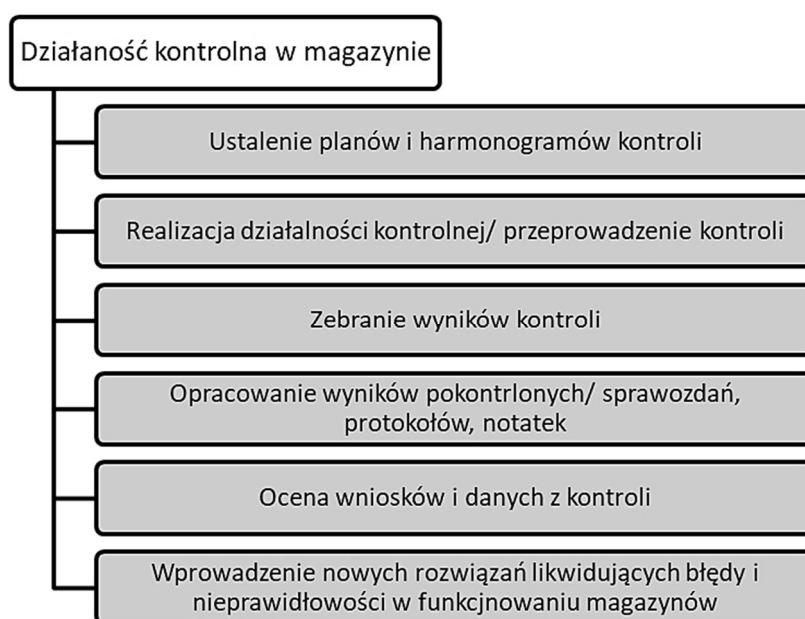 Działaność kontrolna w magazynie
Ustalenie planów i harmonogramów kontroli
Realizacja działalności kontrolnej/ przeprowadzenie kontroli
Zebranie wyników kontroli
Opracowanie wyników pokontrlonych/ sprawozdań,
protokołów, notatek
Ocena wniosków i danych z kontroli
Wprowadzenie nowych rozwiązań likwidujących błędy i
nieprawidłowości w funkcjnowaniu magazynów